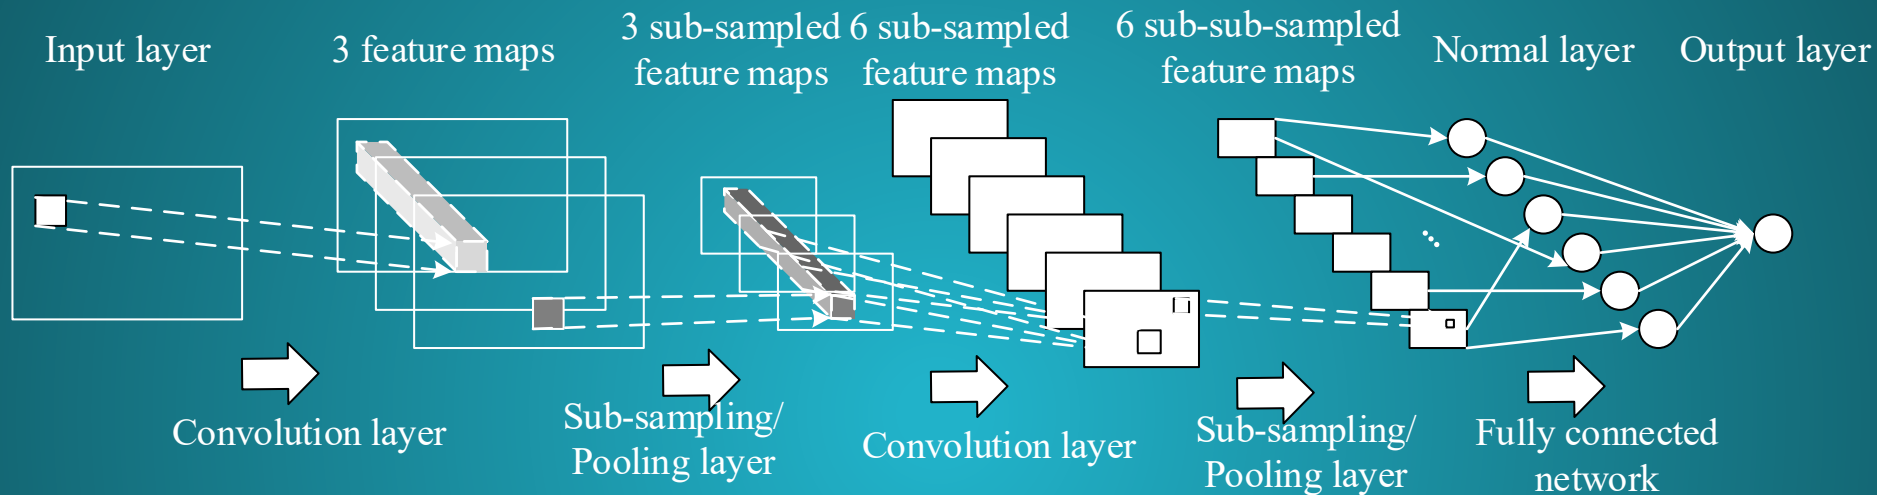 Input layer
3 feature maps
3 sub-sampled
feature maps
6 sub-sampled
feature maps
6 sub-sub-sampled
feature maps
Normal layer
Output layer
Convolution layer
Sub-sampling/
Pooling layer
Convolution layer
Sub-sampling/
Pooling layer
Fully connected
network